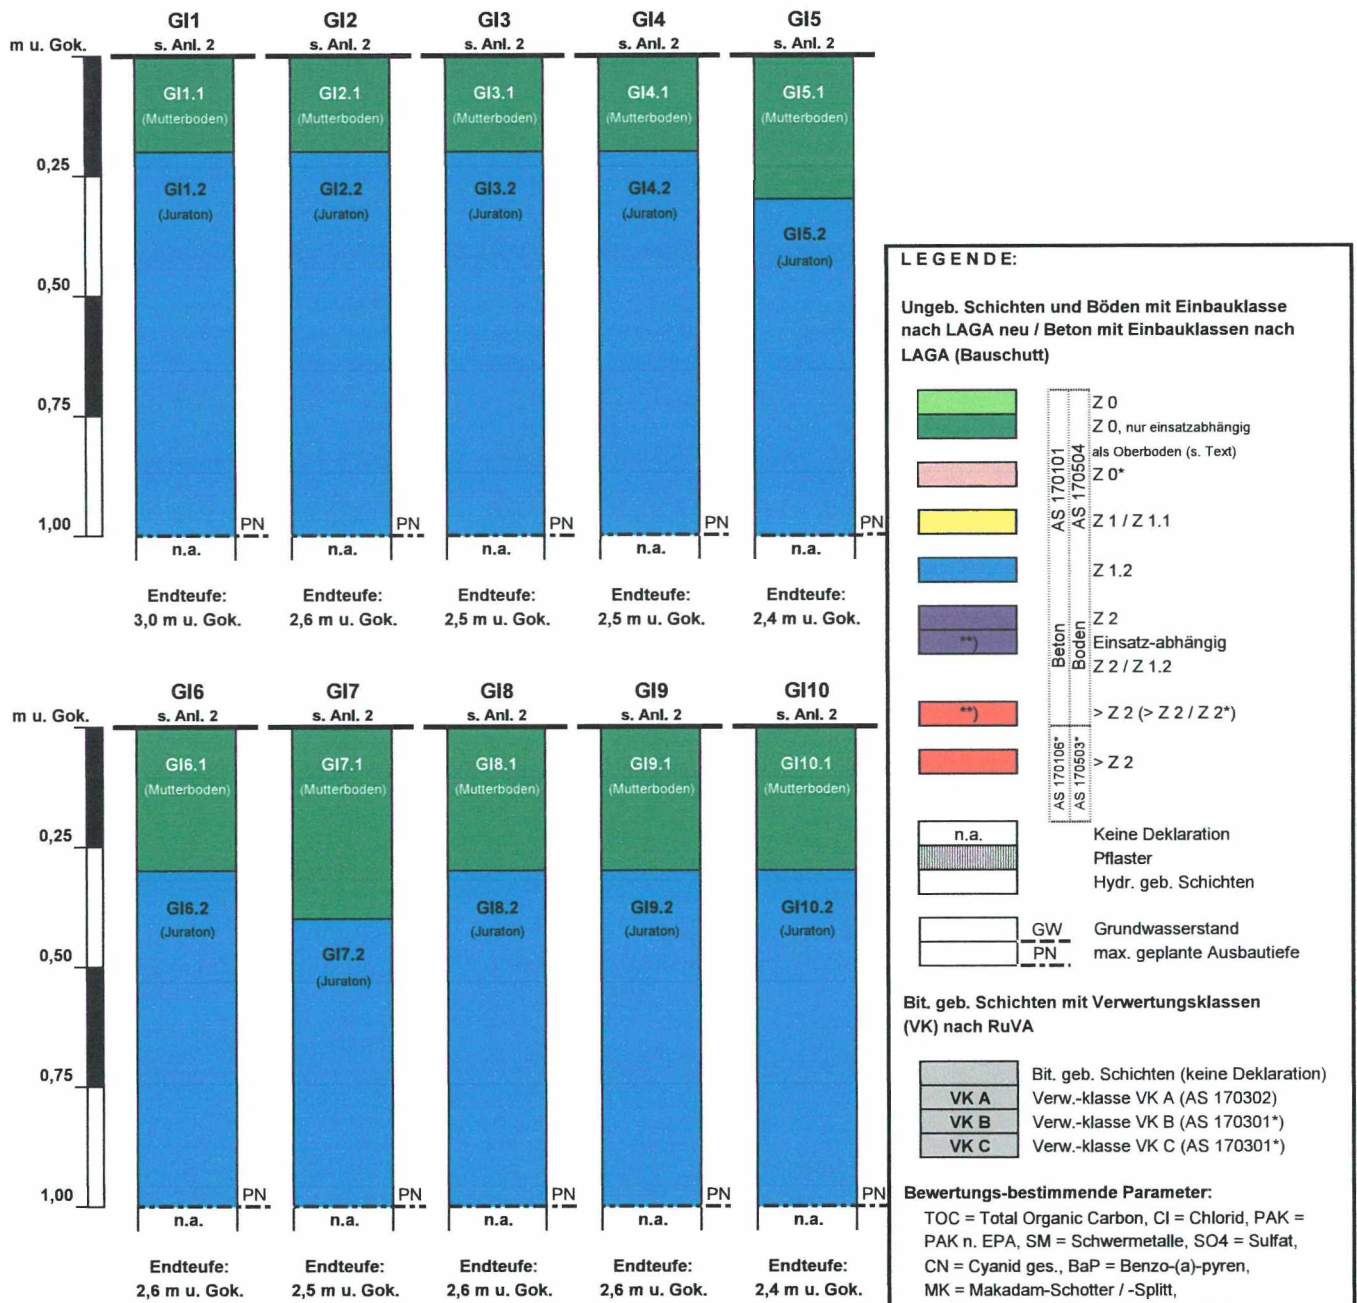 GI1 GI2 GI3 GI4 GI5
m u. Gok. s. Anl. 2 s. Anl. 2 s. Anl. 2 s. Anl. 2 s. Anl. 2
GI1.1 GI2.1 GI3.1 GI4.1 GI5.1
(Mutterboden) (Mutterboden) (Mutterboden) (Mutterboden) (Mutterboden)
0,25
GI1.2 GI2.2 GI3.2 GI4.2
(Juraton) (Juraton) (Juraton) (Juraton)
GI5.2
(Juraton)
0,50
0,75
1,00 PN PN PN PN PN
n.a. n.a. n.a. n.a. n.a.
Endteufe: Endteufe: Endteufe: Endteufe: Endteufe:
3,0 m u. Gok. 2,6 m u. Gok. 2,5 m u. Gok. 2,5 m u. Gok. 2,4 m u. Gok.
GI6 GI7 GI8 GI9 GI10
m u. Gok. s. Anl. 2 s. Anl. 2 s. Anl. 2 s. Anl. 2 s. Anl. 2
GI6.1 GI7.1 GI8.1 GI9.1 GI10.1
(Mutterboden) (Mutterboden) (Mutterboden) (Mutterboden) (Mutterboden)
0,25
GI6.2 GI8.2 GI9.2 GI10.2
(Juraton) (Juraton) (Juraton) (Juraton)
GI7.2
(Juraton)
0,50
0,75
1,00 PN PN PN PN PN
n.a. n.a. n.a. n.a. n.a.
Endteufe: Endteufe: Endteufe: Endteufe: Endteufe:
2,6 m u. Gok. 2,5 m u. Gok. 2,6 m u. Gok. 2,6 m u. Gok. 2,4 m u. Gok.
L E G E N D E:
Ungeb. Schichten und Böden mit Einbauklasse
nach LAGA neu / Beton mit Einbauklassen nach
LAGA (Bauschutt)
Z 0
Z 0, nur einsatzabhängig
als Oberboden (s. Text)
Z 0*
Z 1 / Z 1.1
Z 1.2
Z 2
**) Einsatz-abhängig
Z 2 / Z 1.2
**) > Z 2 (> Z 2 / Z 2*)
> Z 2
Beton AS 170101
Boden AS 170504
AS 170106*
AS 170503*
n.a. Keine Deklaration
Pflaster
Hydr. geb. Schichten
GW Grundwasserstand
PN max. geplante Ausbautiefe
Bit. geb. Schichten mit Verwertungsklassen
(VK) nach RuVA
Bit. geb. Schichten (keine Deklaration)
VK A Verw.-klasse VK A (AS 170302)
VK B Verw.-klasse VK B (AS 170301*)
VK C Verw.-klasse VK C (AS 170301*)
Bewertungs-bestimmende Parameter:
TOC = Total Organic Carbon, Cl = Chlorid, PAK =
PAK n. EPA, SM = Schwermetalle, SO4 = Sulfat,
CN = Cyanid ges., BaP = Benzo-(a)-pyren,
MK = Makadam-Schotter / -Splitt,